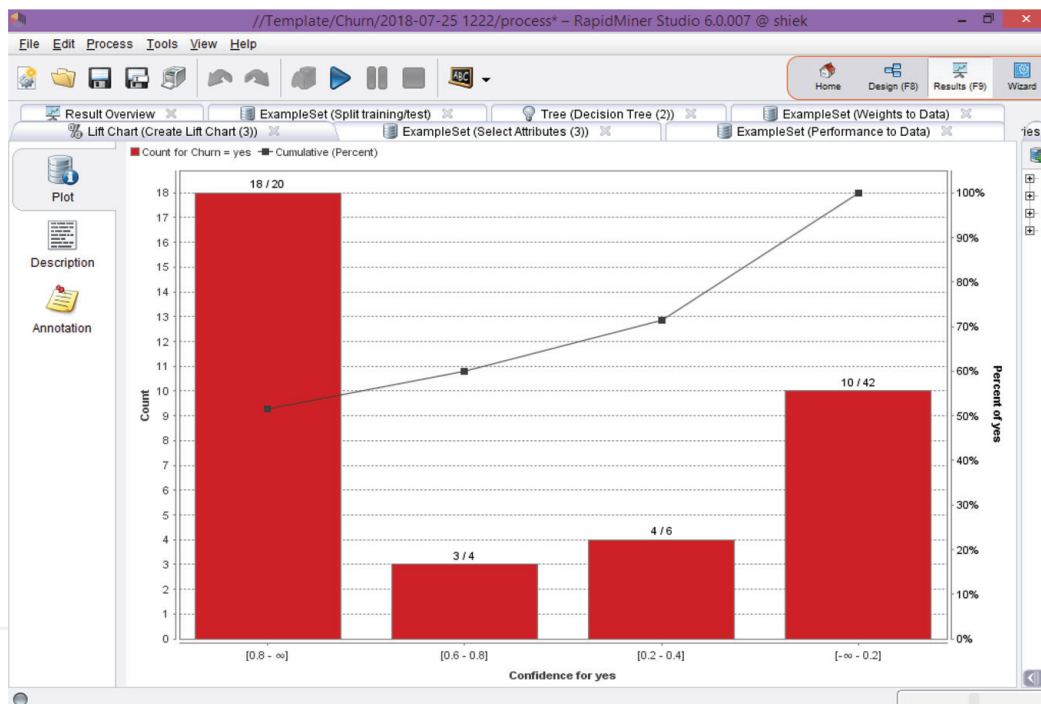 //Template/Churn/2018-07-25 1222/process* – RapidMiner Studio 6.0.007 @ shiek
File Edit Process Tools View Help
ABC
Home Design (F8) Results (F9) Wizard
Result Overview ExampleSet (Split training/test) Tree (Decision Tree (2)) ExampleSet (Weights to Data)
% Lift Chart (Create Lift Chart (3)) ExampleSet (Select Attributes (3)) ExampleSet (Performance to Data)
Plot
Description
Annotation
Count for Churn = yes Cumulative (Percent)
18 / 20
3 / 4
4 / 6
10 / 42
Count
18
17
16
15
14
13
12
11
10
9
8
7
6
5
4
3
2
1
0
100%
90%
80%
70%
60%
50%
40%
30%
20%
10%
0%
Percent of yes
[0.8 - ∞] [0.6 - 0.8] [0.2 - 0.4] [-∞ - 0.2]
Confidence for yes